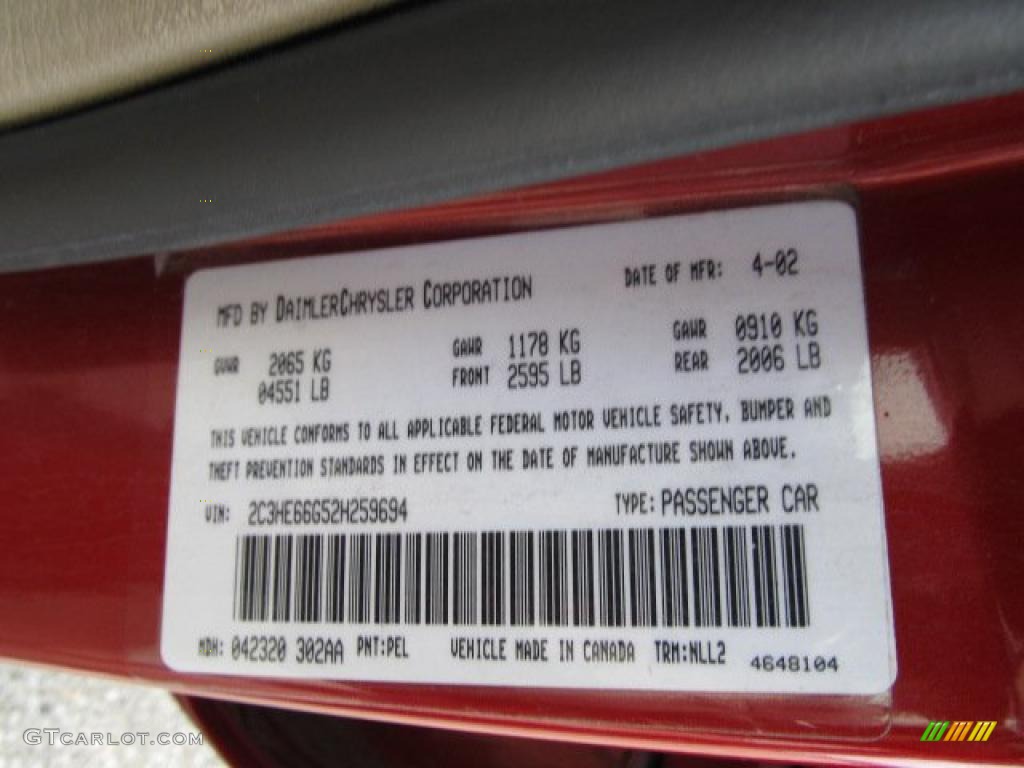 MFD BY DAIMLERCHRYSLER CORPORATION DATE OF MFR: 4-02
GVWR 2065 KG GAWR 1178 KG GAWR 0910 KG
04551 LB FRONT 2595 LB REAR 2006 LB
THIS VEHICLE CONFORMS TO ALL APPLICABLE FEDERAL MOTOR VEHICLE SAFETY, BUMPER AND
THEFT PREVENTION STANDARDS IN EFFECT ON THE DATE OF MANUFACTURE SHOWN ABOVE.
VIN: 2C3HE66G52H259694 TYPE: PASSENGER CAR
MDH: 042320 302AA PNT:PEL VEHICLE MADE IN CANADA TRM:NLL2 4648104
GTCARLOT.COM